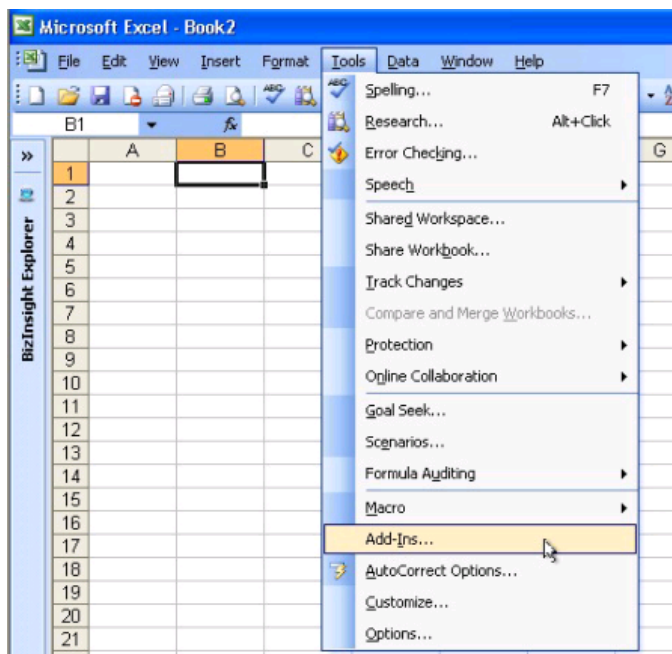 Microsoft Excel - Book2
File Edit View Insert Format Tools Data Window Help
B1 fx
A B C G
1
2
3
4
5
6
7
8
9
10
11
12
13
14
15
16
17
18
19
20
21
BizInsight Explorer
Spelling... F7
Research... Alt+Click
Error Checking...
Speech
Shared Workspace...
Share Workbook...
Track Changes
Compare and Merge Workbooks...
Protection
Online Collaboration
Goal Seek...
Scenarios...
Formula Auditing
Macro
Add-Ins...
AutoCorrect Options...
Customize...
Options...